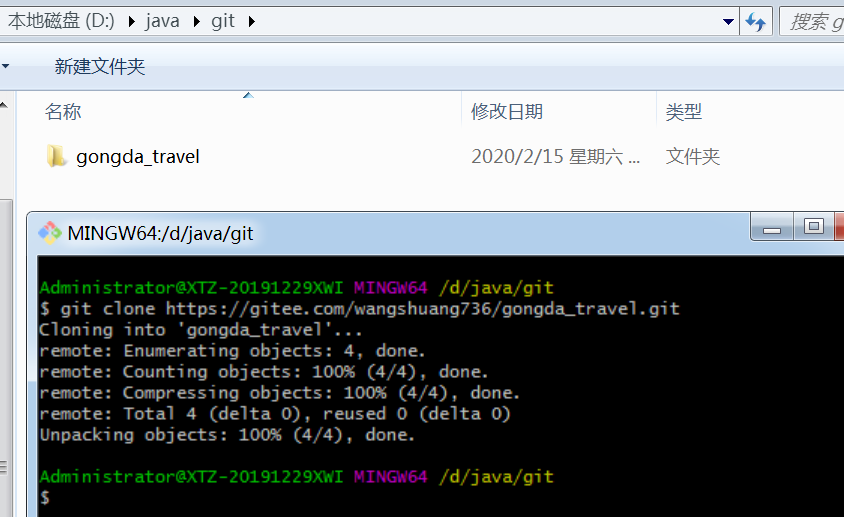 本地磁盘 (D:) java git 搜索 g
新建文件夹
名称 修改日期 类型
gongda_travel 2020/2/15 星期六 ... 文件夹
MINGW64:/d/java/git
Administrator@XTZ-20191229XWI MINGW64 /d/java/git
$ git clone https://gitee.com/wangshuang736/gongda_travel.git
Cloning into 'gongda_travel'...
remote: Enumerating objects: 4, done.
remote: Counting objects: 100% (4/4), done.
remote: Compressing objects: 100% (4/4), done.
remote: Total 4 (delta 0), reused 0 (delta 0)
Unpacking objects: 100% (4/4), done.
Administrator@XTZ-20191229XWI MINGW64 /d/java/git
$